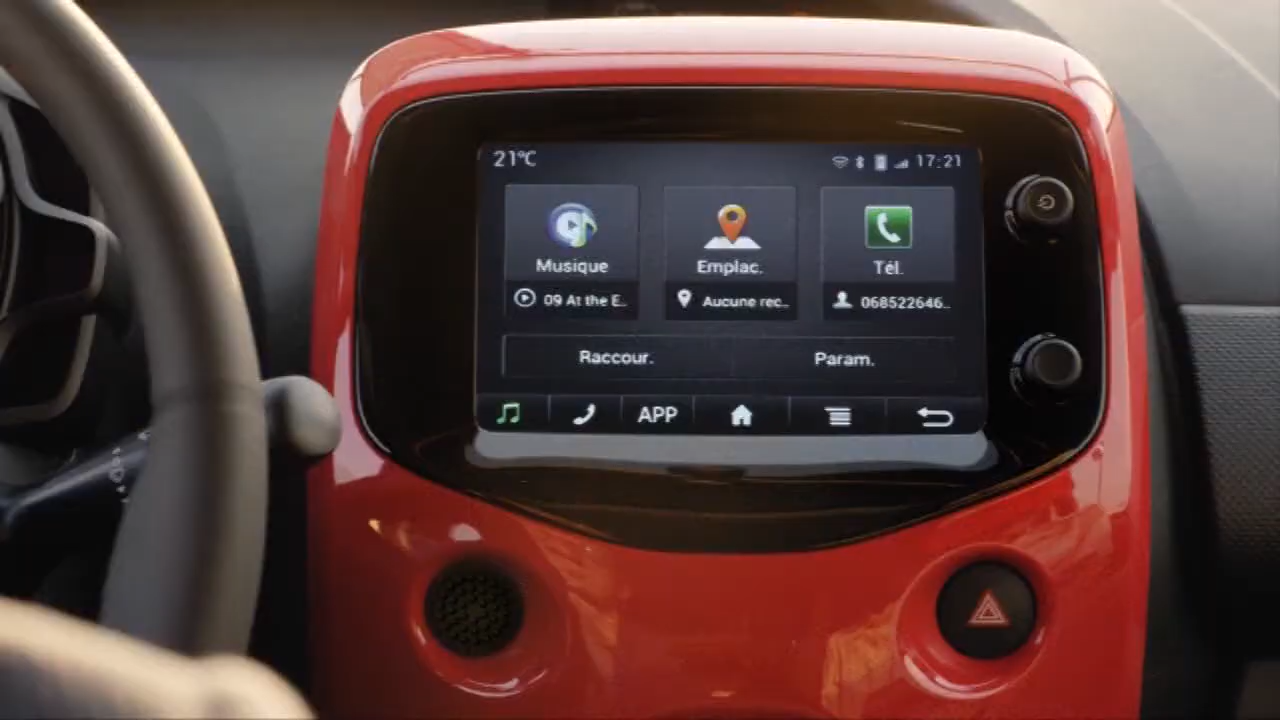 21°C 17:21
Musique Emplac. Tél.
09 At the E.. Aucune rec.. 068522646..
Raccour. Param.
APP